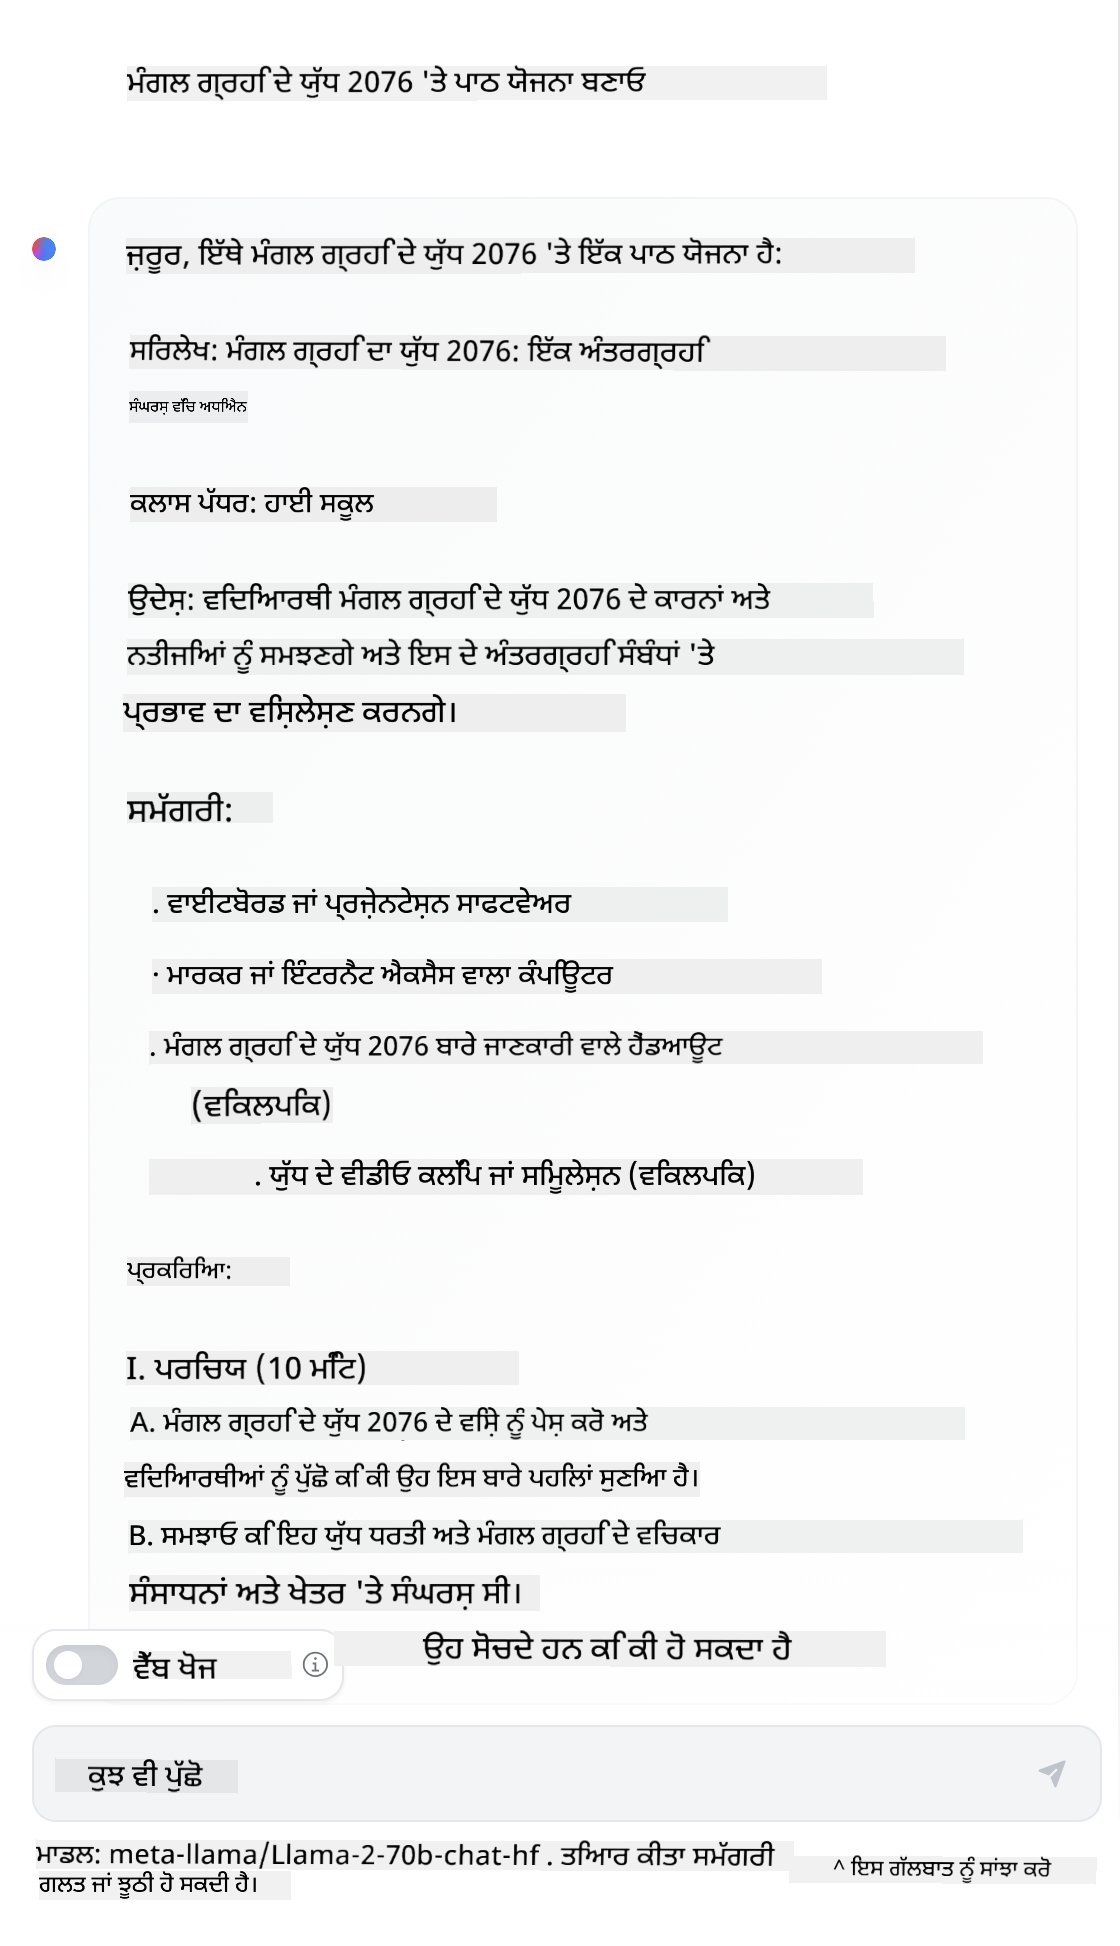 ਮੰਗਲ ਗ੍ਰਹਿ ਦੇ ਯੁੱਧ 2076 'ਤੇ ਪਾਠ ਯੋਜਨਾ ਬਣਾਓ
ਜ਼ਰੂਰ, ਇੱਥੇ ਮੰਗਲ ਗ੍ਰਹਿ ਦੇ ਯੁੱਧ 2076 'ਤੇ ਇੱਕ ਪਾਠ ਯੋਜਨਾ ਹੈ:
ਸਿਰਲੇਖ: ਮੰਗਲ ਗ੍ਰਹਿ ਦਾ ਯੁੱਧ 2076: ਇੱਕ ਅੰਤਰਗ੍ਰਹਿ
ਸੰਘਰਸ਼ ਵਿੱਚ ਅਧਿਐਨ
ਕਲਾਸ ਪੱਧਰ: ਹਾਈ ਸਕੂਲ
ਉਦੇਸ਼: ਵਿਦਿਆਰਥੀ ਮੰਗਲ ਗ੍ਰਹਿ ਦੇ ਯੁੱਧ 2076 ਦੇ ਕਾਰਨਾਂ ਅਤੇ
ਨਤੀਜਿਆਂ ਨੂੰ ਸਮਝਣਗੇ ਅਤੇ ਇਸ ਦੇ ਅੰਤਰਗ੍ਰਹਿ ਸੰਬੰਧਾਂ 'ਤੇ
ਪ੍ਰਭਾਵ ਦਾ ਵਿਸ਼ਲੇਸ਼ਣ ਕਰਨਗੇ।
ਸਮੱਗਰੀ:
. ਵਾਈਟਬੋਰਡ ਜਾਂ ਪ੍ਰਜ਼ੇਨਟੇਸ਼ਨ ਸਾਫਟਵੇਅਰ
· ਮਾਰਕਰ ਜਾਂ ਇੰਟਰਨੈਟ ਐਕਸੈਸ ਵਾਲਾ ਕੰਪਿਊਟਰ
. ਮੰਗਲ ਗ੍ਰਹਿ ਦੇ ਯੁੱਧ 2076 ਬਾਰੇ ਜਾਣਕਾਰੀ ਵਾਲੇ ਹੈਂਡਆਊਟ
(ਵਿਕਲਪਿਕ)
. ਯੁੱਧ ਦੇ ਵੀਡੀਓ ਕਲਿੱਪ ਜਾਂ ਸਿਮੂਲੇਸ਼ਨ (ਵਿਕਲਪਿਕ)
ਪ੍ਰਕਿਰਿਆ:
I. ਪਰਿਚਯ (10 ਮਿੰਟ)
A. ਮੰਗਲ ਗ੍ਰਹਿ ਦੇ ਯੁੱਧ 2076 ਦੇ ਵਿਸ਼ੇ ਨੂੰ ਪੇਸ਼ ਕਰੋ ਅਤੇ
ਵਿਦਿਆਰਥੀਆਂ ਨੂੰ ਪੁੱਛੋ ਕਿ ਕੀ ਉਹ ਇਸ ਬਾਰੇ ਪਹਿਲਾਂ ਸੁਣਿਆ ਹੈ।
B. ਸਮਝਾਓ ਕਿ ਇਹ ਯੁੱਧ ਧਰਤੀ ਅਤੇ ਮੰਗਲ ਗ੍ਰਹਿ ਦੇ ਵਿਚਕਾਰ
ਸੰਸਾਧਨਾਂ ਅਤੇ ਖੇਤਰ 'ਤੇ ਸੰਘਰਸ਼ ਸੀ।
ਉਹ ਸੋਚਦੇ ਹਨ ਕਿ ਕੀ ਹੋ ਸਕਦਾ ਹੈ
ਵੈੱਬ ਖੋਜ
ਕੁਝ ਵੀ ਪੁੱਛੋ
ਮਾਡਲ: meta-llama/Llama-2-70b-chat-hf . ਤਿਆਰ ਕੀਤਾ ਸਮੱਗਰੀ
ਗਲਤ ਜਾਂ ਝੂਠੀ ਹੋ ਸਕਦੀ ਹੈ।
^ ਇਸ ਗੱਲਬਾਤ ਨੂੰ ਸਾਂਝਾ ਕਰੋ